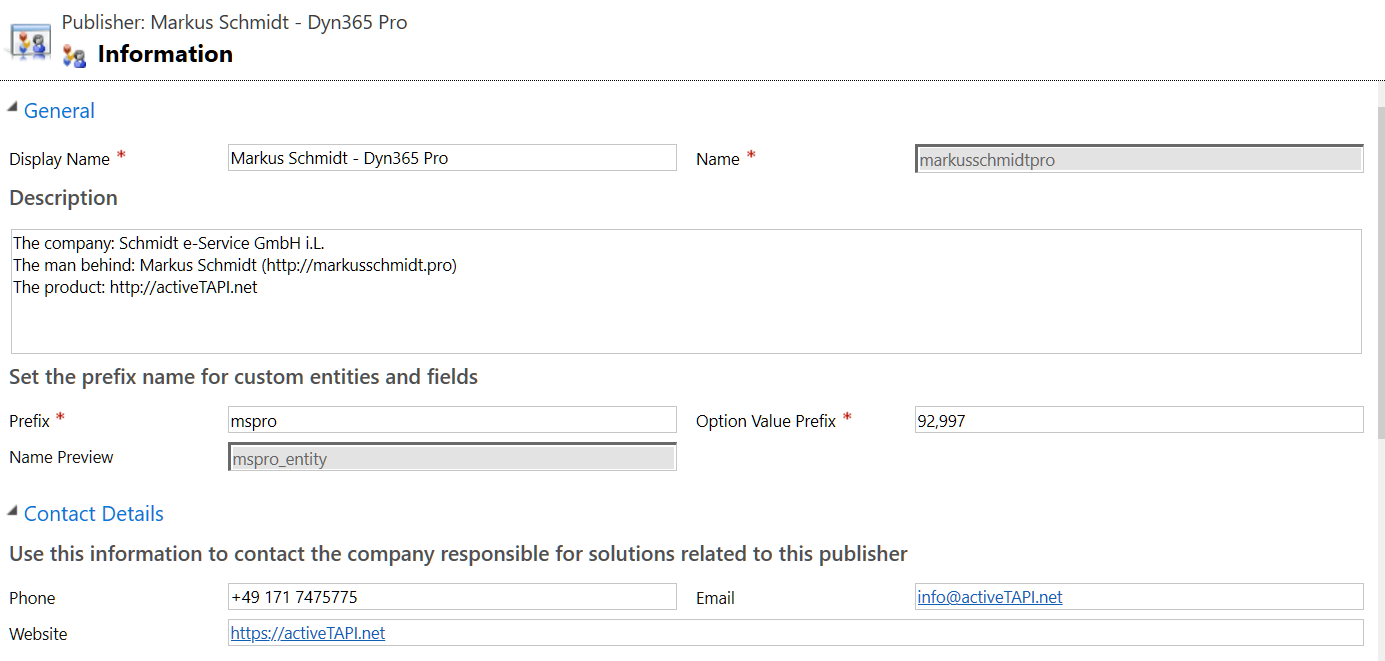 Publisher: Markus Schmidt - Dyn365 Pro
Information
General
Display Name * Markus Schmidt - Dyn365 Pro Name * markusschmidtpro
Description
The company: Schmidt e-Service GmbH i.L.
The man behind: Markus Schmidt (http://markusschmidt.pro)
The product: http://activeTAPI.net
Set the prefix name for custom entities and fields
Prefix * mspro Option Value Prefix * 92,997
Name Preview mspro_entity
Contact Details
Use this information to contact the company responsible for solutions related to this publisher
Phone +49 171 7475775 Email info@activeTAPI.net
Website https://activeTAPI.net